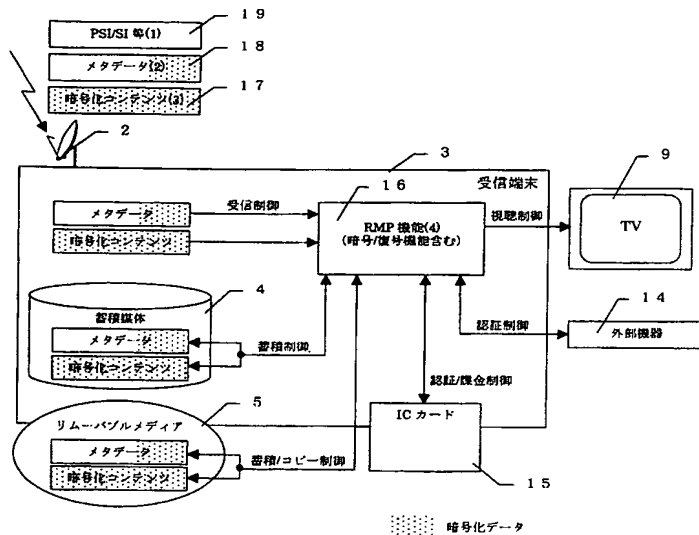 19
PSI/SI 等(1)
18
メタデータ(2)
17
暗号化コンテンツ(3)
2
3
受信端末
9
16
メタデータ
受信制御
RMP 機能(4)
(暗号/復号機能含む)
視聴制御
TV
暗号化コンテンツ
4
14
蓄積媒体
メタデータ
認証制御
外部機器
蓄積制御
暗号化コンテンツ
認証/課金制御
5
リムーバブルメディア
IC カード
メタデータ
蓄積/コピー制御
暗号化コンテンツ
15
暗号化データ